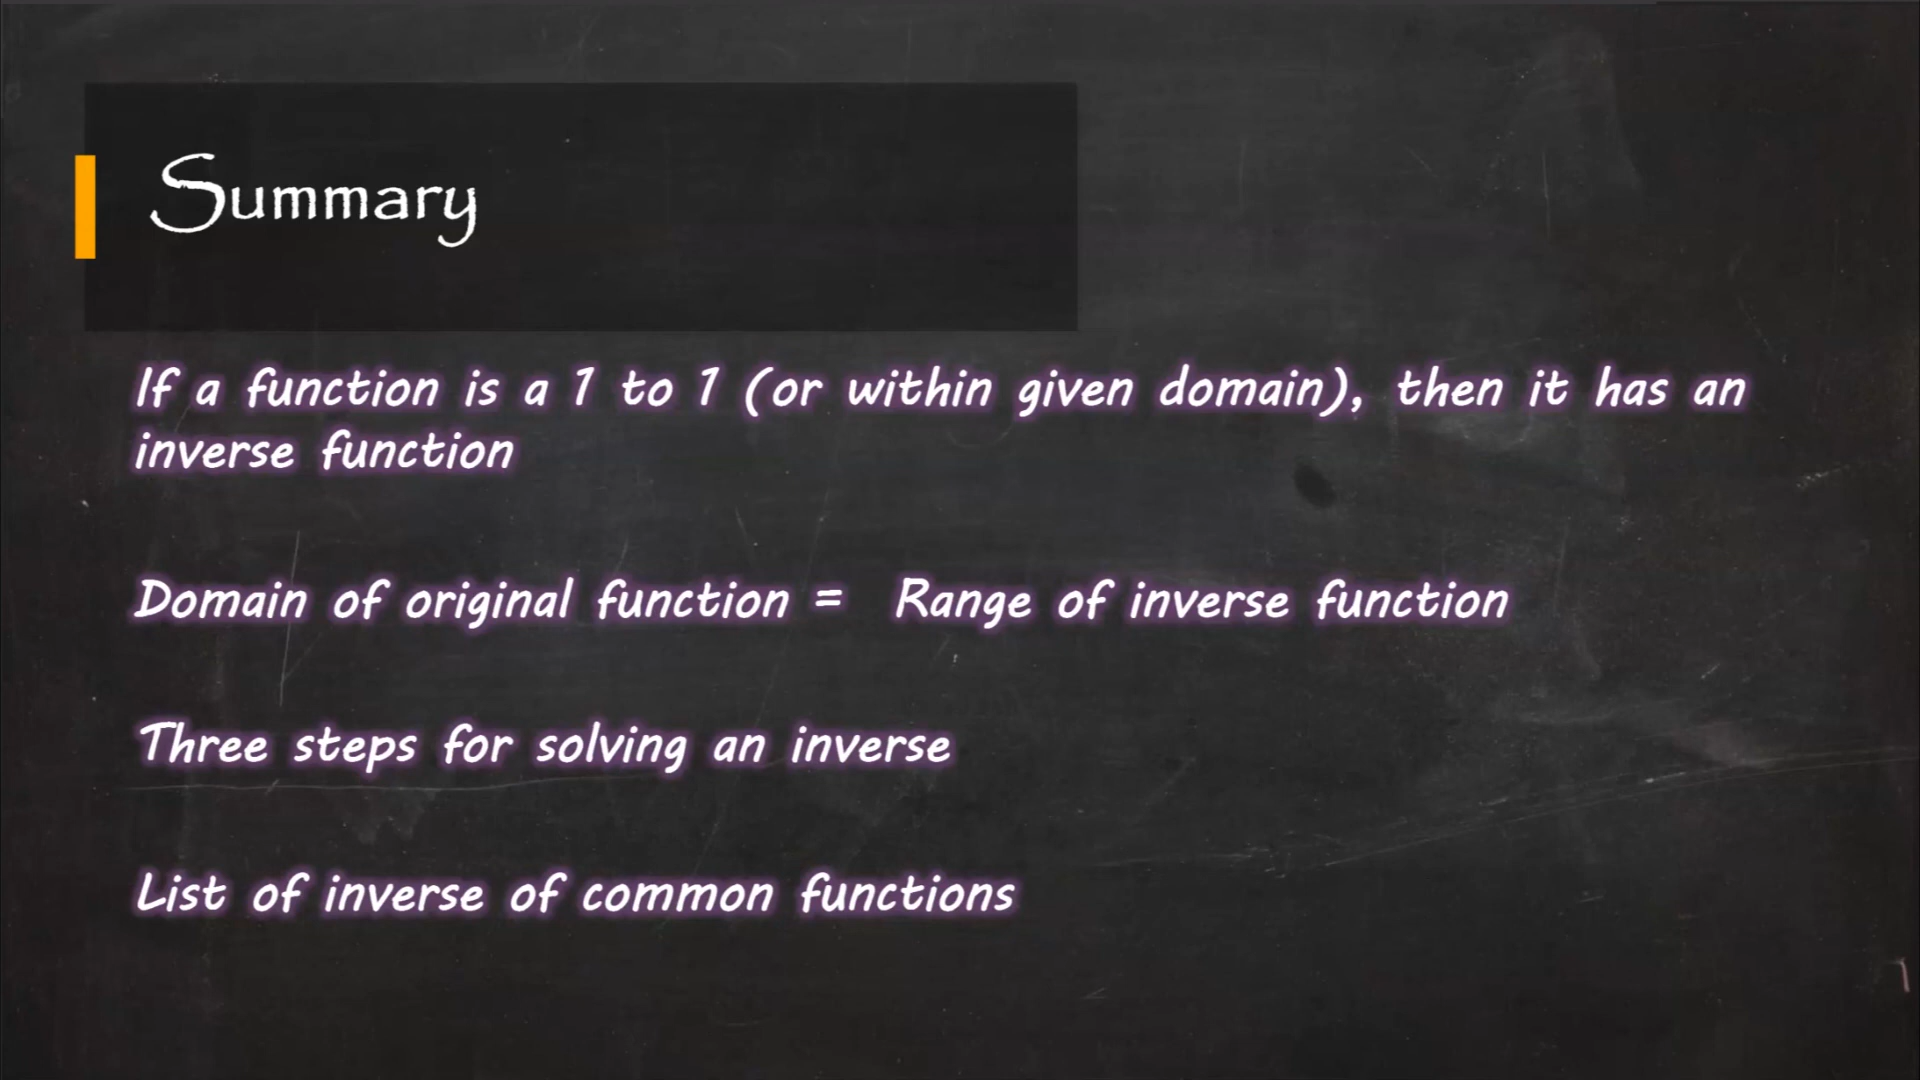 Summary
If a function is a 1 to 1 (or within given domain), then it has an
inverse function
Domain of original function = Range of inverse function
Three steps for solving an inverse
List of inverse of common functions